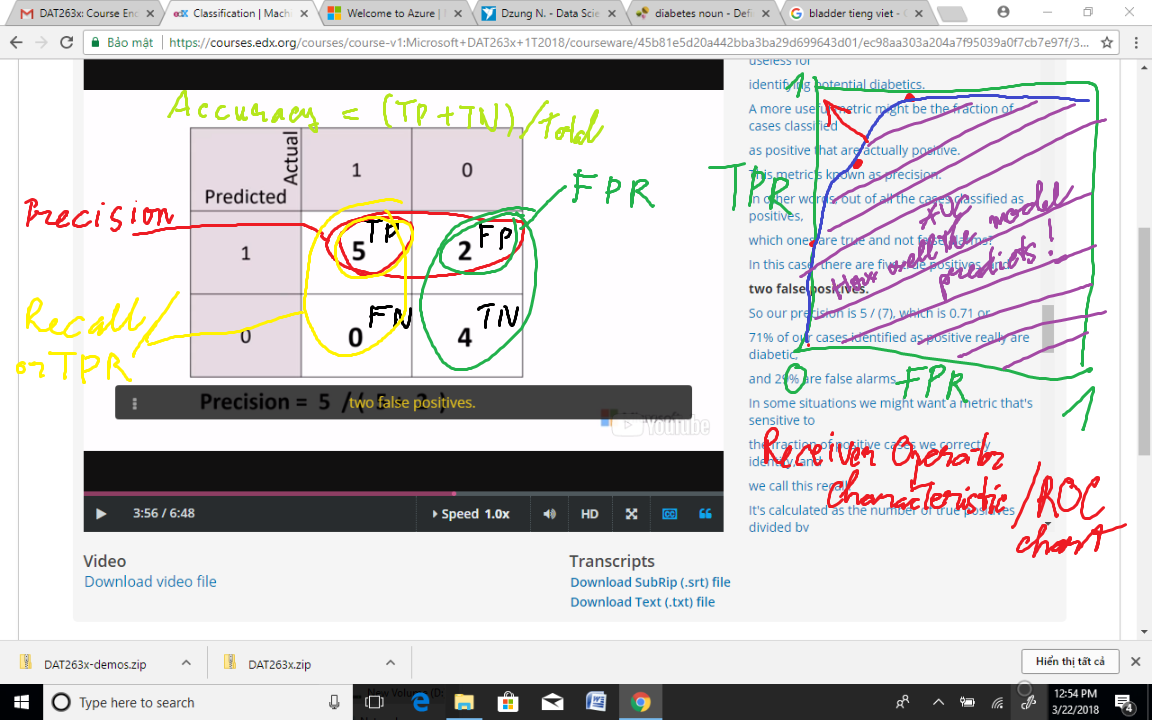 DAT263x: Course Enc
Classification | Machi
Welcome to Azure | M
Dzung N. - Data Scie
diabetes noun - Defi
bladder tieng viet - G
Bảo mật
https://courses.edx.org/courses/course-v1:Microsoft+DAT263x+1T2018/courseware/45b81e5d20a442bba3ba29d699643d01/ec98aa303a204a7f95039a0f7cb7e97f/3...
Accuracy = (TP+TN)/total
Actual
Predicted
1
0
Precision
FPR
1
5 TP
2 FP
Recall/
or TPR
0
0 FN
4 TN
Precision = 5 /(
two false positives.
YouTube
3:56 / 6:48
Speed 1.0x
HD
useless for
identifying potential diabetics.
A more useful metric might be the fraction of
cases classified
as positive that are actually positive.
This metric's known as precision.
In other words, out of all the cases classified as
positives,
which ones are true and not false alarms?
In this case, there are five true positives, and
two false positives.
So our precision is 5 / (7), which is 0.71 or
71% of our cases identified as positive really are
diabetic,
and 29% are false alarms.
In some situations we might want a metric that's
sensitive to
the fraction of positive cases we correctly
identify, and
we call this recall.
It's calculated as the number of true positives
divided by
1
TPR
How well the model
predicts!
0
FPR
1
Receiver Operator
Characteristic/ROC
chart
Video
Download video file
Transcripts
Download SubRip (.srt) file
Download Text (.txt) file
DAT263x-demos.zip
DAT263x.zip
Hiển thị tất cả
Type here to search
New Volume (D:
12:54 PM
3/22/2018
4